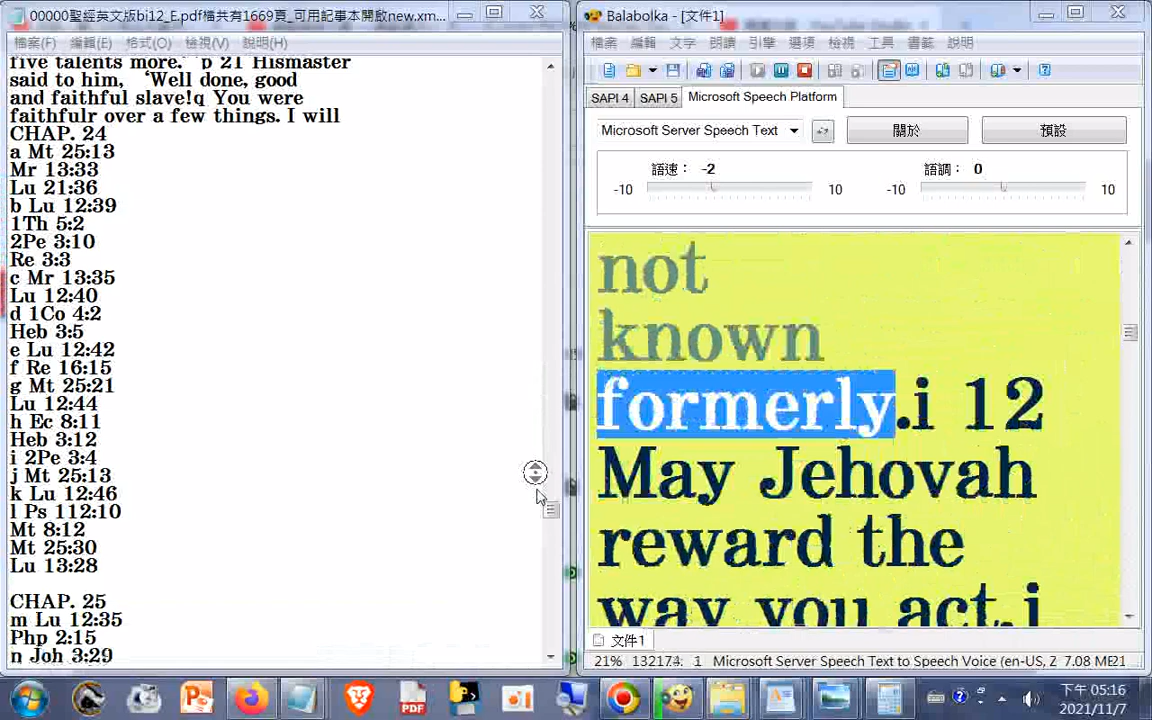 00000聖經英文版bi12_E.pdf檔共有1669頁_可用記事本開啟new.xm...
檔案(F) 編輯(E) 格式(O) 檢視(V) 說明(H)
five talents more.’ p 21 Hismaster
said to him, ‘Well done, good
and faithful slave!q You were
faithfulr over a few things. I will
CHAP. 24
a Mt 25:13
Mr 13:33
Lu 21:36
b Lu 12:39
1Th 5:2
2Pe 3:10
Re 3:3
c Mr 13:35
Lu 12:40
d 1Co 4:2
Heb 3:5
e Lu 12:42
f Re 16:15
g Mt 25:21
Lu 12:44
h Ec 8:11
Heb 3:12
i 2Pe 3:4
j Mt 25:13
k Lu 12:46
l Ps 112:10
Mt 8:12
Mt 25:30
Lu 13:28
CHAP. 25
m Lu 12:35
Php 2:15
n Joh 3:29
Balabolka - [文件1]
檔案 編輯 文字 朗讀 引擎 選項 檢視 工具 書籤 說明
SAPI 4 SAPI 5 Microsoft Speech Platform
Microsoft Server Speech Text 關於 預設
語速： -2 語調： 0
-10 10 -10 10
not
known
formerly.i 12
May Jehovah
reward the
way you act,j
文件1
21% 132174: 1 Microsoft Server Speech Text to Speech Voice (en-US, Z 7.08 ME21
下午 05:16
2021/11/7